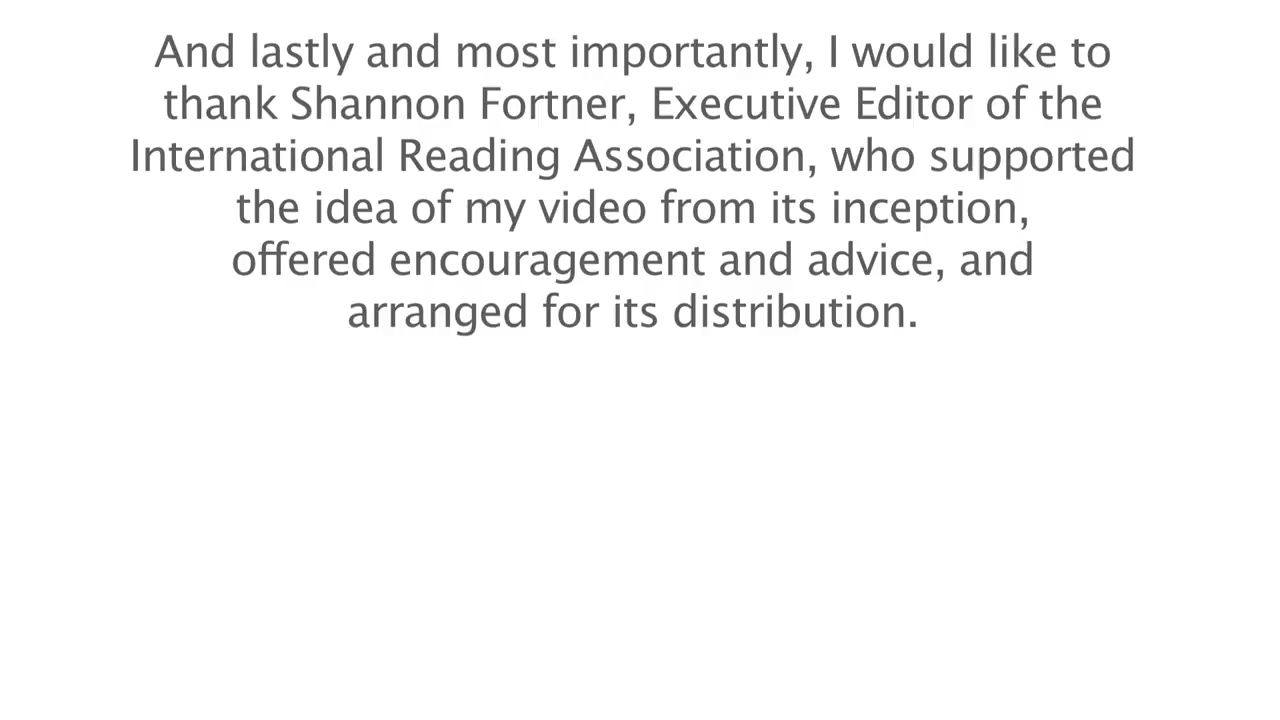 And lastly and most importantly, I would like to
thank Shannon Fortner, Executive Editor of the
International Reading Association, who supported
the idea of my video from its inception,
offered encouragement and advice, and
arranged for its distribution.